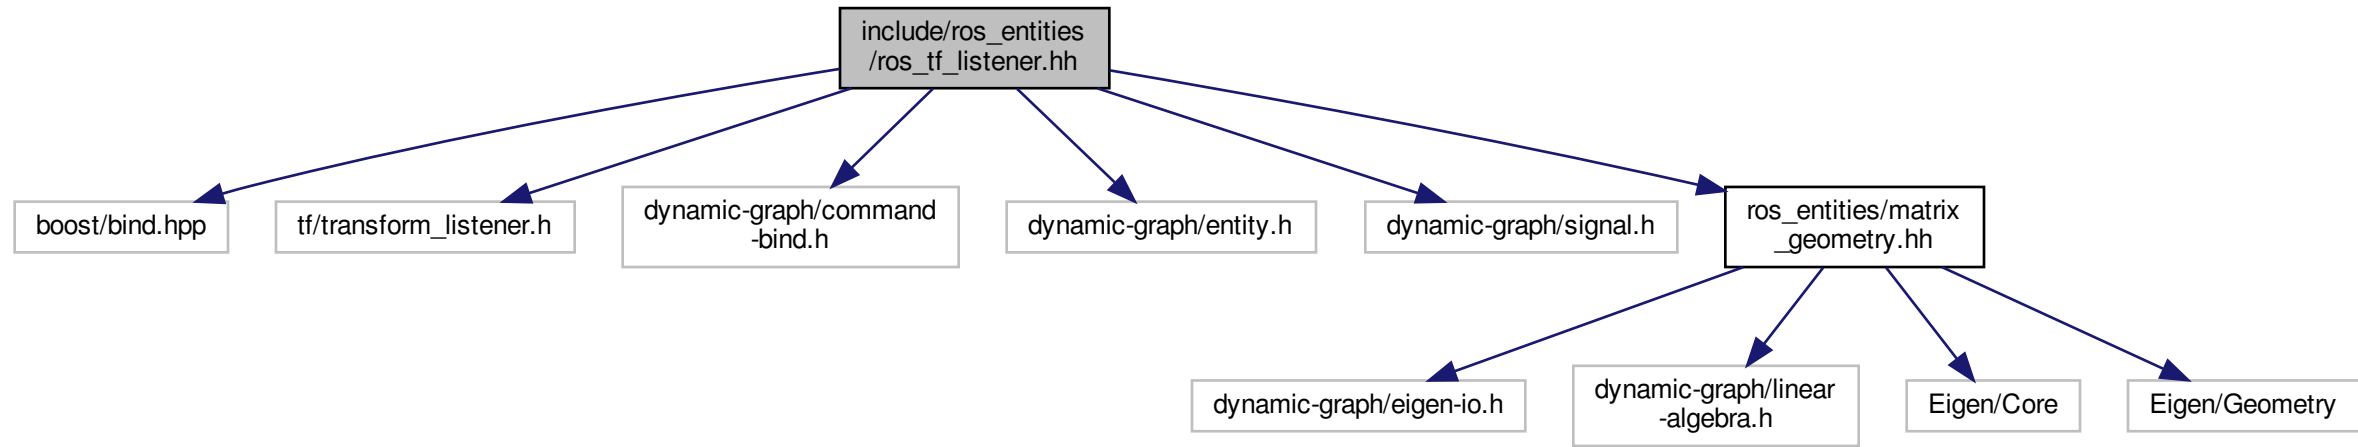 include/ros_entities
/ros_tf_listener.hh
boost/bind.hpp
tf/transform_listener.h
dynamic-graph/command
-bind.h
dynamic-graph/entity.h
dynamic-graph/signal.h
ros_entities/matrix
_geometry.hh
dynamic-graph/eigen-io.h
dynamic-graph/linear
-algebra.h
Eigen/Core
Eigen/Geometry